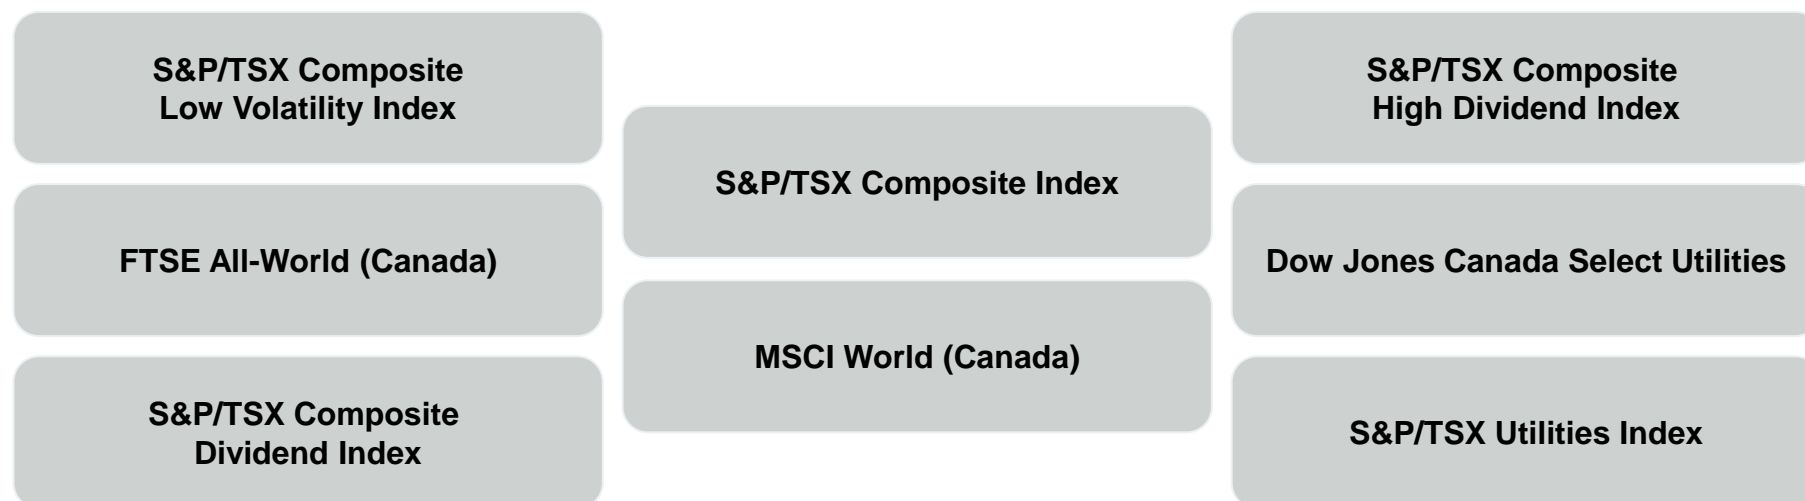 S&P/TSX Composite
Low Volatility Index
FTSE All-World (Canada)
S&P/TSX Composite
Dividend Index
S&P/TSX Composite Index
MSCI World (Canada)
S&P/TSX Composite
High Dividend Index
Dow Jones Canada Select Utilities
S&P/TSX Utilities Index